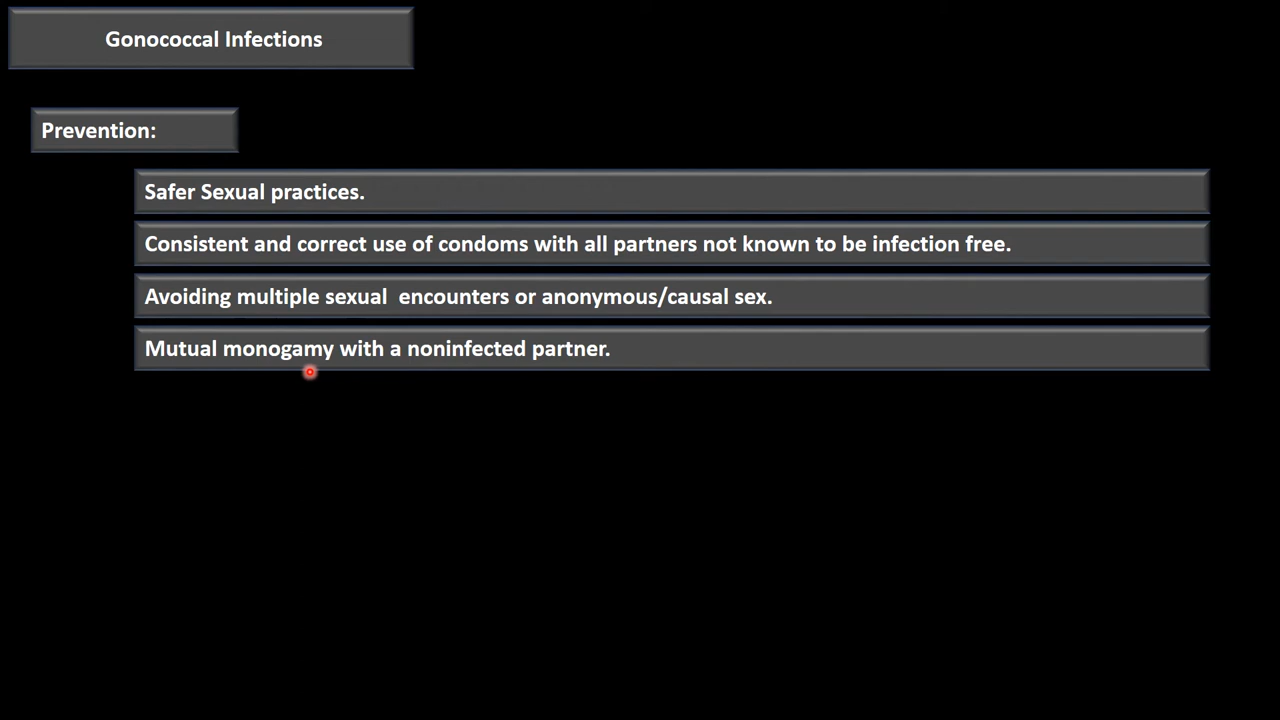 Gonococcal Infections
Prevention:
Safer Sexual practices.
Consistent and correct use of condoms with all partners not known to be infection free.
Avoiding multiple sexual  encounters or anonymous/causal sex.
Mutual monogamy with a noninfected partner.